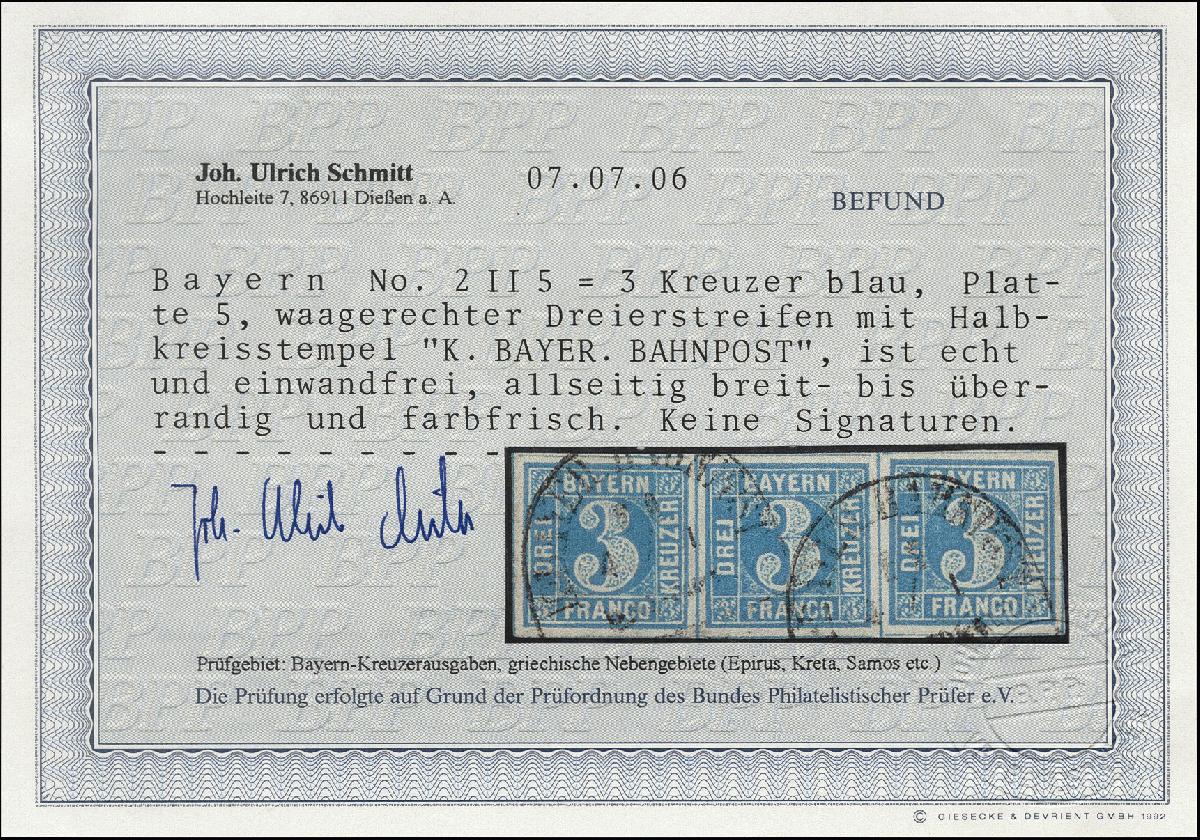 Joh. Ulrich Schmitt
Hochleite 7, 86911 Dießen a. A.
07.07.06
BEFUND
Bayern No. 2 II 5 = 3 Kreuzer blau, Plat-
te 5, waagerechter Dreierstreifen mit Halb-
kreisstempel "K. BAYER. BAHNPOST", ist echt
und einwandfrei, allseitig breit- bis über-
randig und farbfrisch. Keine Signaturen.
Joh. Ulrich Schmitt
BAYERN BAYERN BAYERN
DREI 3 KREUZER DREI 3 KREUZER DREI 3 KREUZER
FRANCO FRANCO FRANCO
Prüfgebiet: Bayern-Kreuzerausgaben, griechische Nebengebiete (Epirus, Kreta, Samos etc.)
Die Prüfung erfolgte auf Grund der Prüfordnung des Bundes Philatelistischer Prüfer e.V.
© GIESECKE & DEVRIENT GMBH 1992